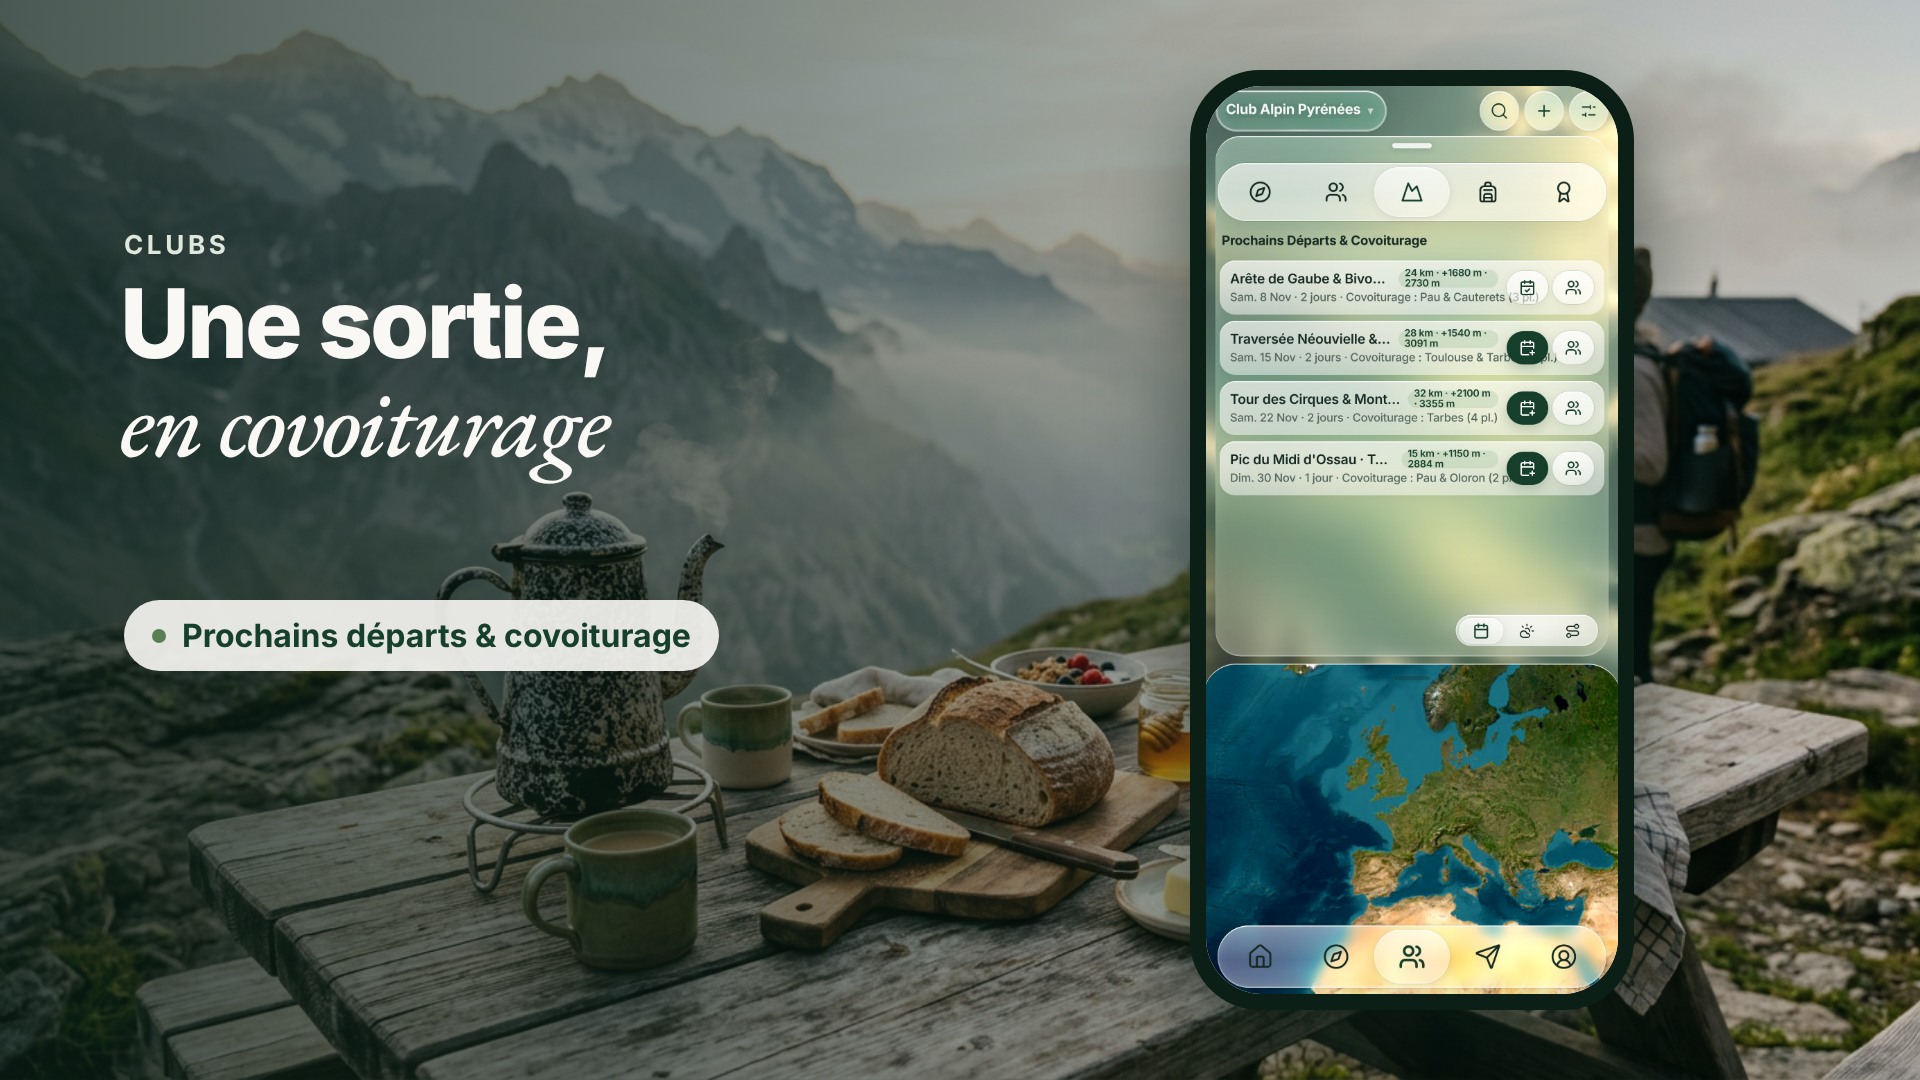 CLUBS
Une sortie,
en covoiturage
Prochains départs & covoiturage
Club Alpin Pyrénées
Prochains Départs & Covoiturage
Arête de Gaube & Bivo...
24 km · +1680 m ·
2730 m
Sam. 8 Nov · 2 jours · Covoiturage : Pau & Cauterets (3 pl.)
Traversée Néouvielle &...
28 km · +1540 m ·
3091 m
Sam. 15 Nov · 2 jours · Covoiturage : Toulouse &
Tour des Cirques & Mont...
32 km · +2100 m
· 3355 m
Sam. 22 Nov · 2 jours · Covoiturage : Tarbes (4 pl.)
Pic du Midi d'Ossau · T...
15 km · +1150 m ·
2884 m
Dim. 30 Nov · 1 jour · Covoiturage : Pau & Oloron (2